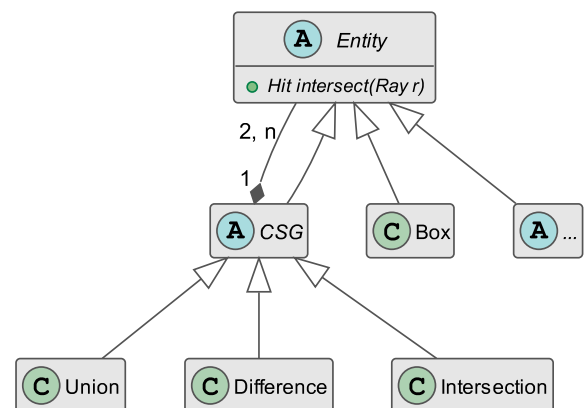 A Entity
Hit intersect(Ray r)
2, n
1
A CSG
C Box
A ...
C Union
C Difference
C Intersection